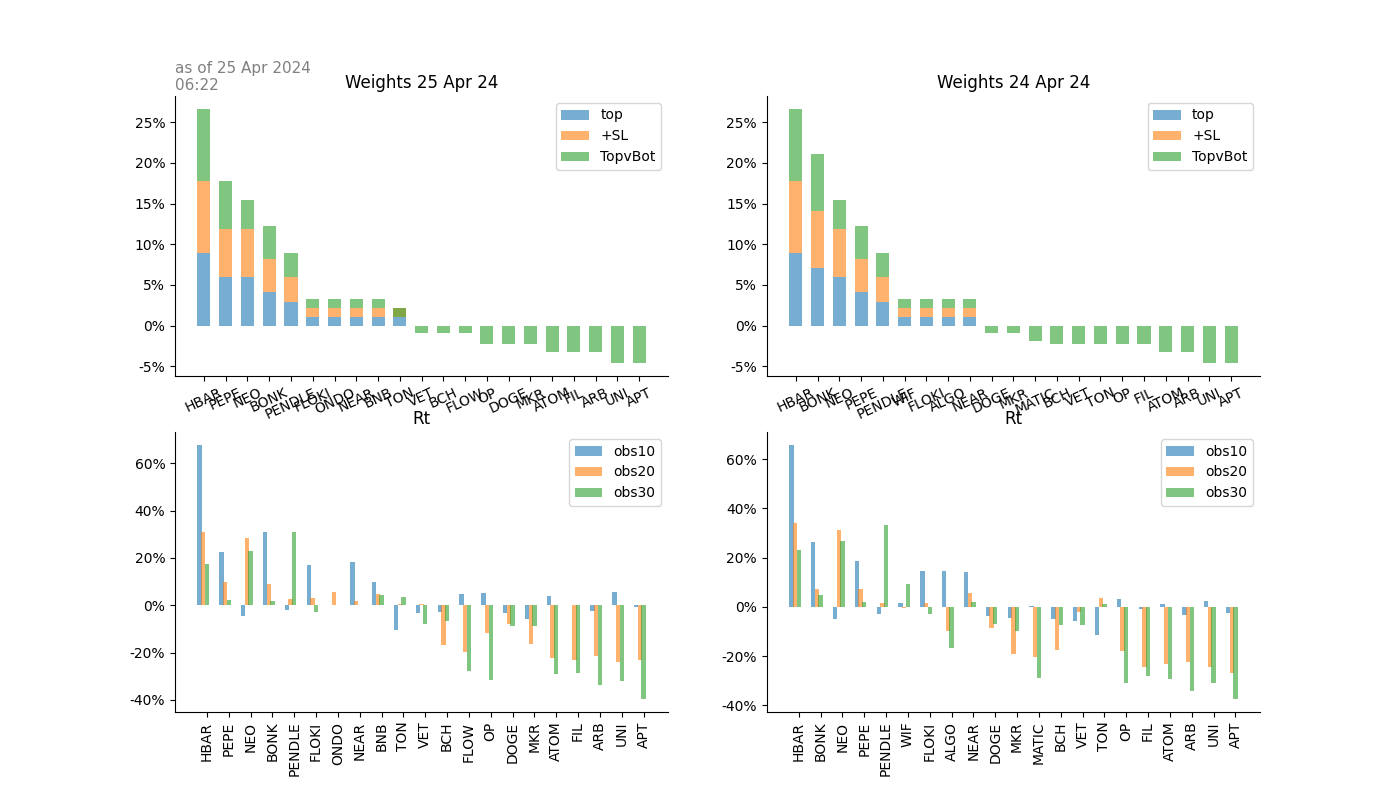 as of 25 Apr 2024
06:22
Weights 25 Apr 24
25%
20%
15%
10%
5%
0%
-5%
top
+SL
TopvBot
HBAR PEPE NEO BONK PENDLE FLOKI ONDO NEAR BNB TON VET BCH FLOW OP DOGE MKR ATOM FIL ARB UNI APT
Weights 24 Apr 24
25%
20%
15%
10%
5%
0%
-5%
top
+SL
TopvBot
HBAR BONK NEO PEPE PENDLE WIF FLOKI ALGO NEAR DOGE MKR MATIC BCH VET TON OP FIL ATOM ARB UNI APT
Rt
60%
40%
20%
0%
-20%
-40%
obs10
obs20
obs30
HBAR PEPE NEO BONK PENDLE FLOKI ONDO NEAR BNB TON VET BCH FLOW OP DOGE MKR ATOM FIL ARB UNI APT
Rt
60%
40%
20%
0%
-20%
-40%
obs10
obs20
obs30
HBAR BONK NEO PEPE PENDLE WIF FLOKI ALGO NEAR DOGE MKR MATIC BCH VET TON OP FIL ATOM ARB UNI APT